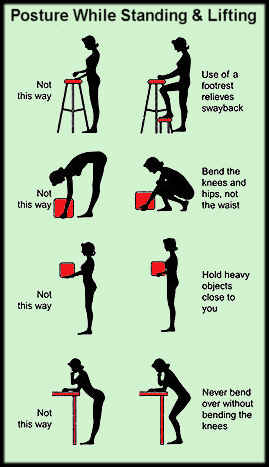 Posture While Standing & Lifting
Not
this way
Use of a
footrest
relieves
swayback
Not
this way
Bend the
knees and
hips, not
the waist
Not
this way
Hold heavy
objects
close to
you
Not
this way
Never bend
over without
bending the
knees